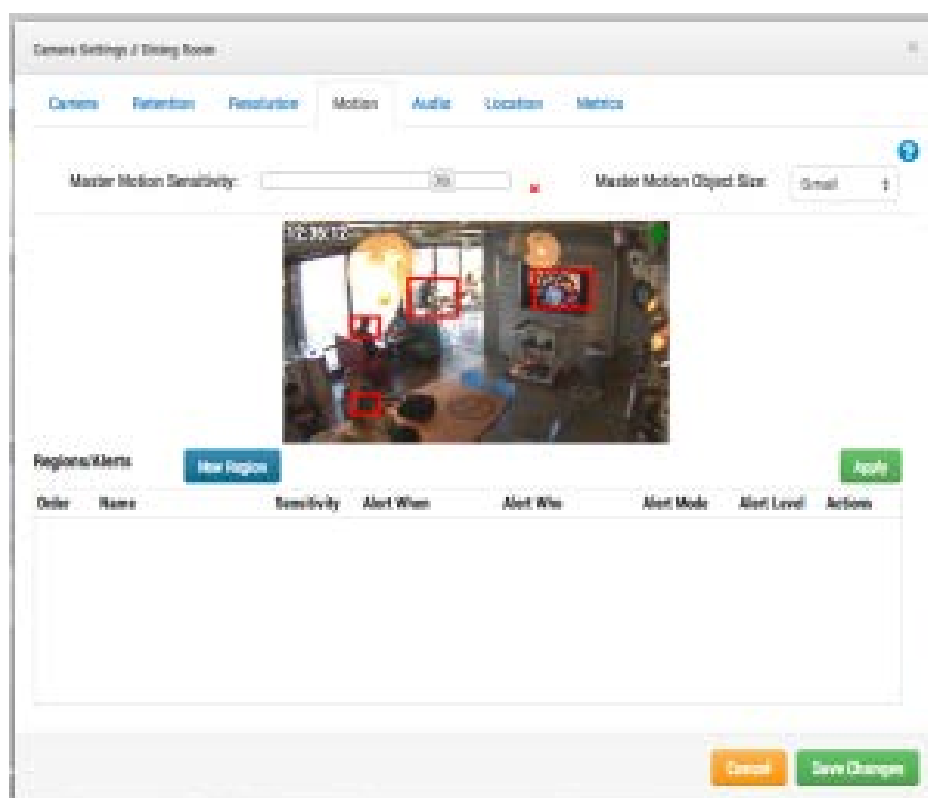 Camera Settings / Dining Room
Camera Retention Resolution Motion Audio Location Metrics
Master Motion Sensitivity: Master Motion Object Size Small
Regions/Alerts New Region Apply
Order Name Sensitivity Alert When Alert Who Alert Mode Alert Level Actions
Cancel Save Changes